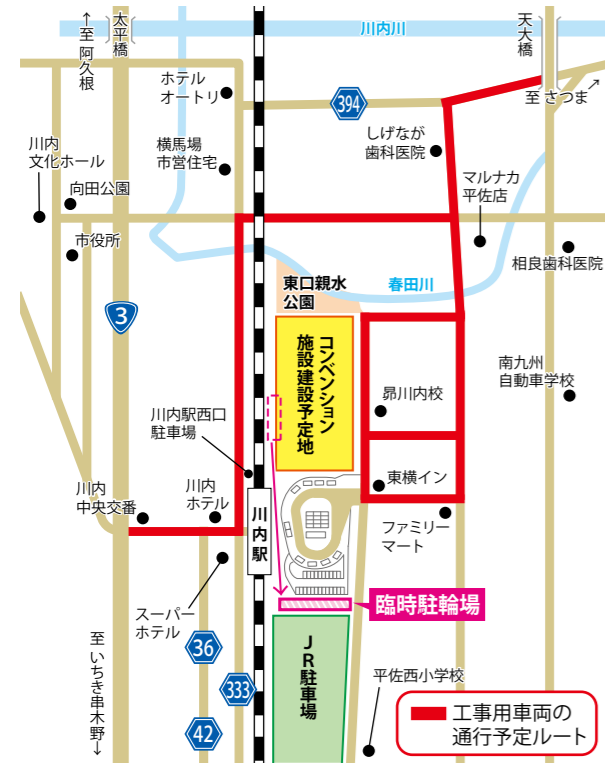 ←至 阿久根
太平橋
川内川
天大橋
至 さつま→
ホテル
オートリ
394
しげなが
歯科医院
川内
文化ホール
横馬場
市営住宅
向田公園
マルナカ
平佐店
市役所
相良歯科医院
東口親水
公園
春田川
3
コンベンション
施設建設予定地
南九州
自動車学校
昴川内校
川内駅西口
駐車場
東横イン
川内
中央交番
川内
ホテル
川内駅
ファミリー
マート
スーパー
ホテル
臨時駐輪場
至 いちき串木野→
36
JR駐車場
333
平佐西小学校
42
工事用車両の
通行予定ルート